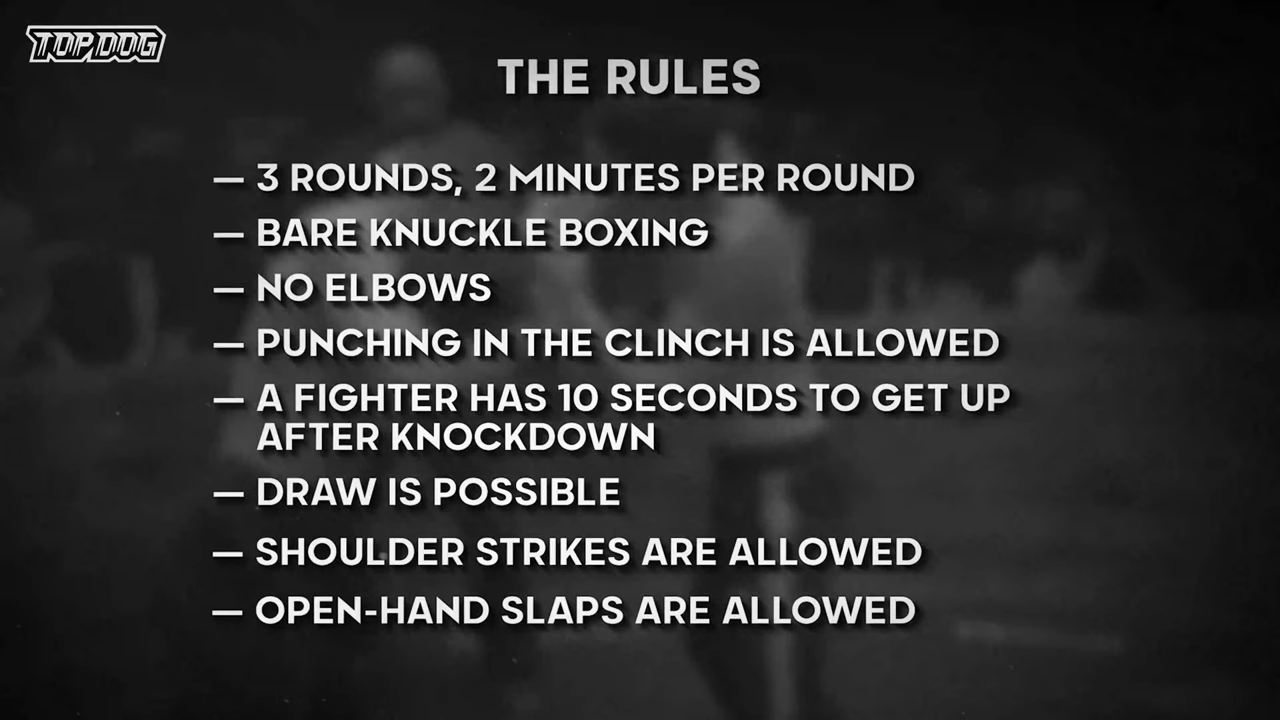 TOP DOG
THE RULES
— 3 ROUNDS, 2 MINUTES PER ROUND
— BARE KNUCKLE BOXING
— NO ELBOWS
— PUNCHING IN THE CLINCH IS ALLOWED
— A FIGHTER HAS 10 SECONDS TO GET UP
AFTER KNOCKDOWN
— DRAW IS POSSIBLE
— SHOULDER STRIKES ARE ALLOWED
— OPEN-HAND SLAPS ARE ALLOWED